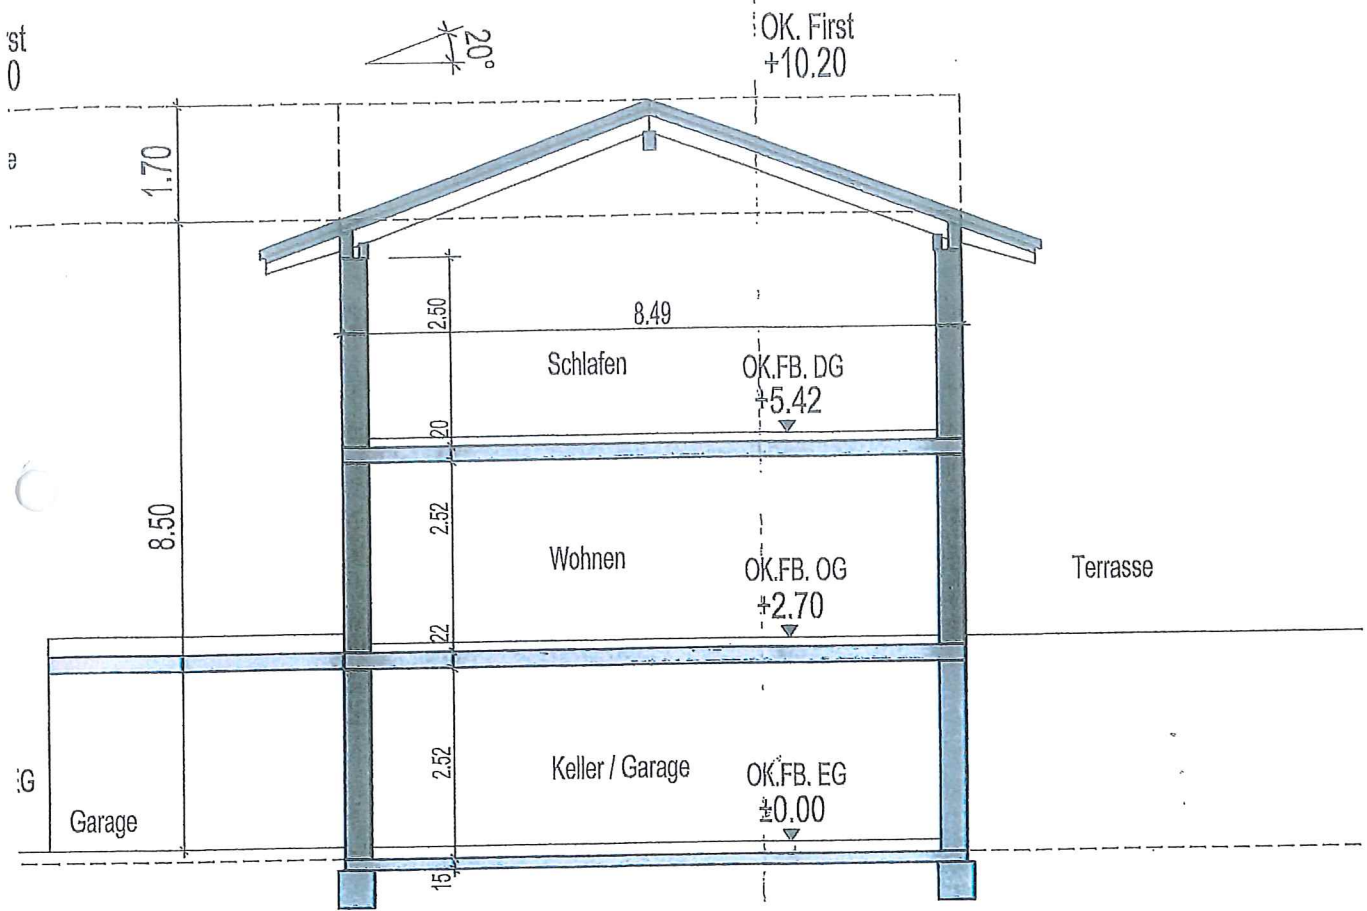 st
0
20°
OK. First
+10.20
e
1.70
2.50
8.49
Schlafen
OK.FB. DG
+5.42
20
8.50
2.52
Wohnen
OK.FB. OG
+2.70
Terrasse
22
2.52
Keller / Garage
OK.FB. EG
±0.00
EG
Garage
15